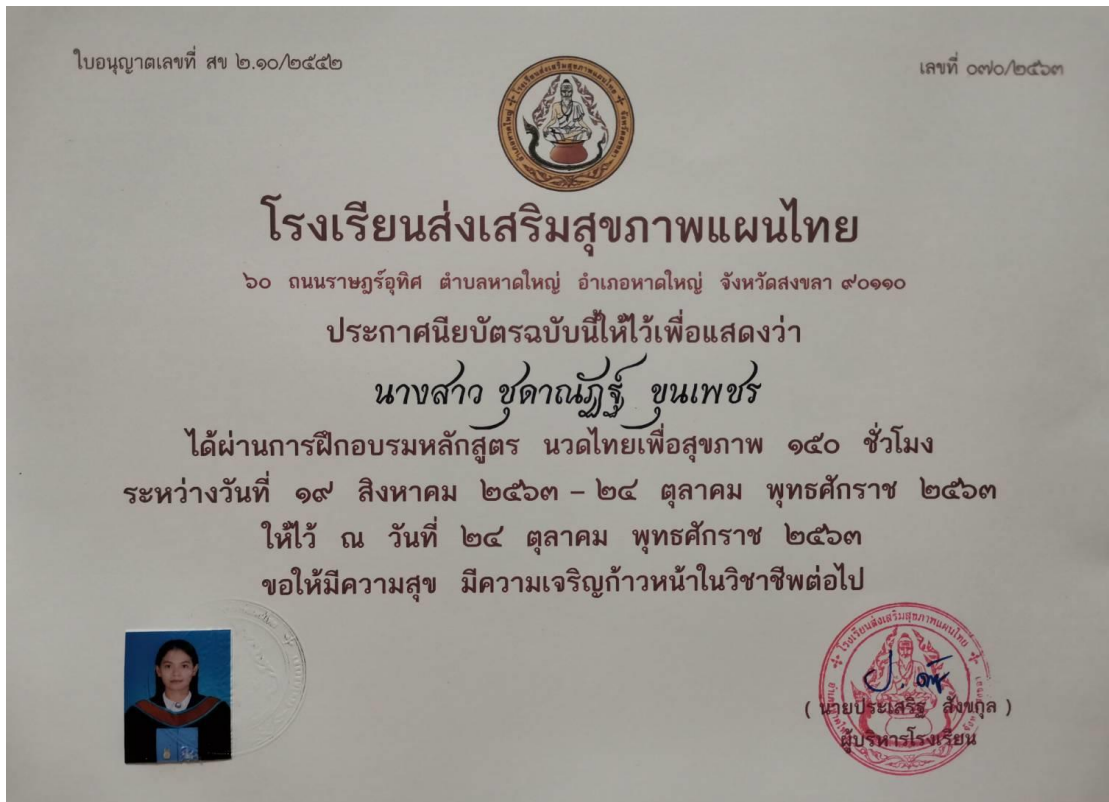 ใบอนุญาตเลขที่ สข ๒.๑๐/๒๕๕๒
เลขที่ ๐๗๐/๒๕๖๓
โรงเรียนส่งเสริมสุขภาพแผนไทย
๖๐ ถนนราษฎร์อุทิศ ตำบลหาดใหญ่ อำเภอหาดใหญ่ จังหวัดสงขลา ๙๐๑๑๐
ประกาศนียบัตรฉบับนี้ให้ไว้เพื่อแสดงว่า
นางสาว ชุดาณัฏฐ์ ขุนเพชร
ได้ผ่านการฝึกอบรมหลักสูตร นวดไทยเพื่อสุขภาพ ๑๕๐ ชั่วโมง
ระหว่างวันที่ ๑๙ สิงหาคม ๒๕๖๓ – ๒๔ ตุลาคม พุทธศักราช ๒๕๖๓
ให้ไว้ ณ วันที่ ๒๔ ตุลาคม พุทธศักราช ๒๕๖๓
ขอให้มีความสุข มีความเจริญก้าวหน้าในวิชาชีพต่อไป
( นายประเสริฐ สังขกุล )
ผู้บริหารโรงเรียน